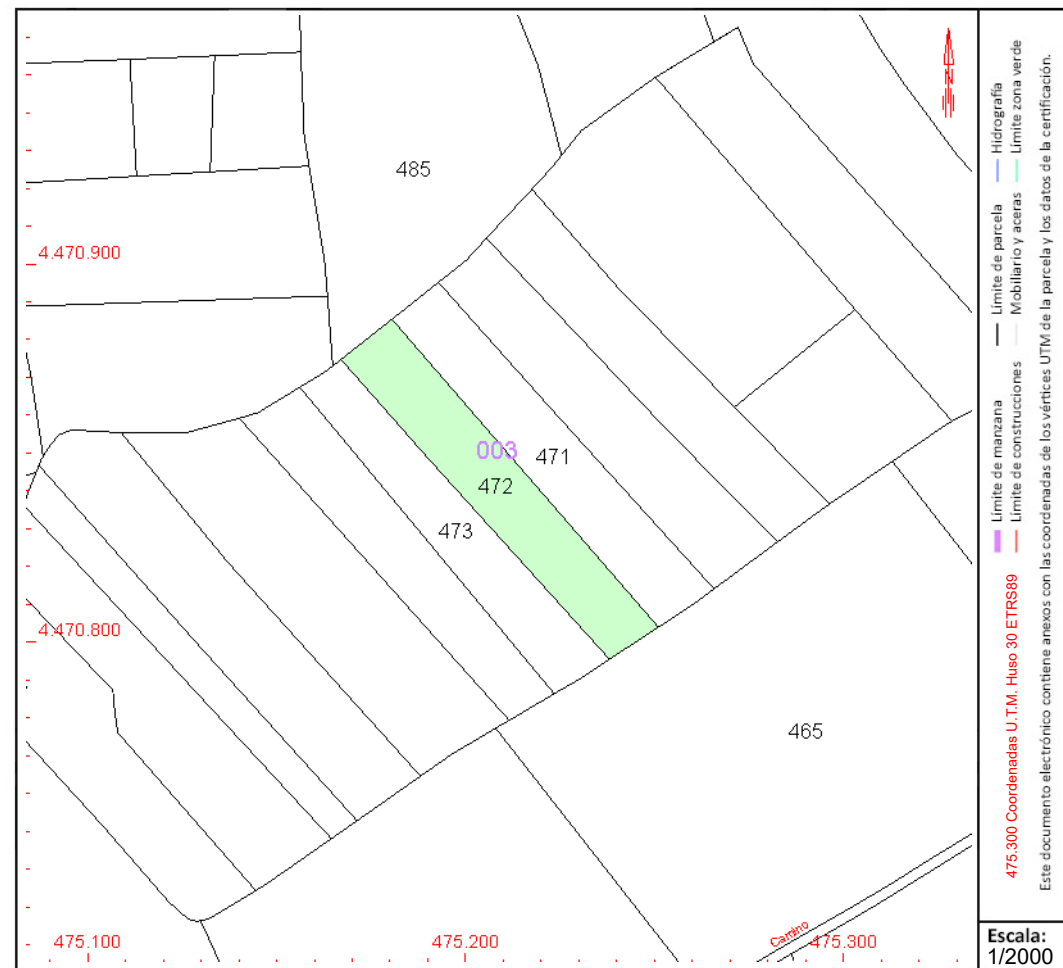 485
4.470.900
003
471
472
473
4.470.800
465
Camino
475.100
475.200
475.300
N
Hidrografía
Límite zona verde
Límite de parcela
Mobiliario y aceras
Límite de manzana
Límite de construcciones
475.300 Coordenadas U.T.M. Huso 30 ETRS89
Este documento electrónico contiene anexos con las coordenadas de los vértices UTM de la parcela y los datos de la certificación.
Escala:
1/2000